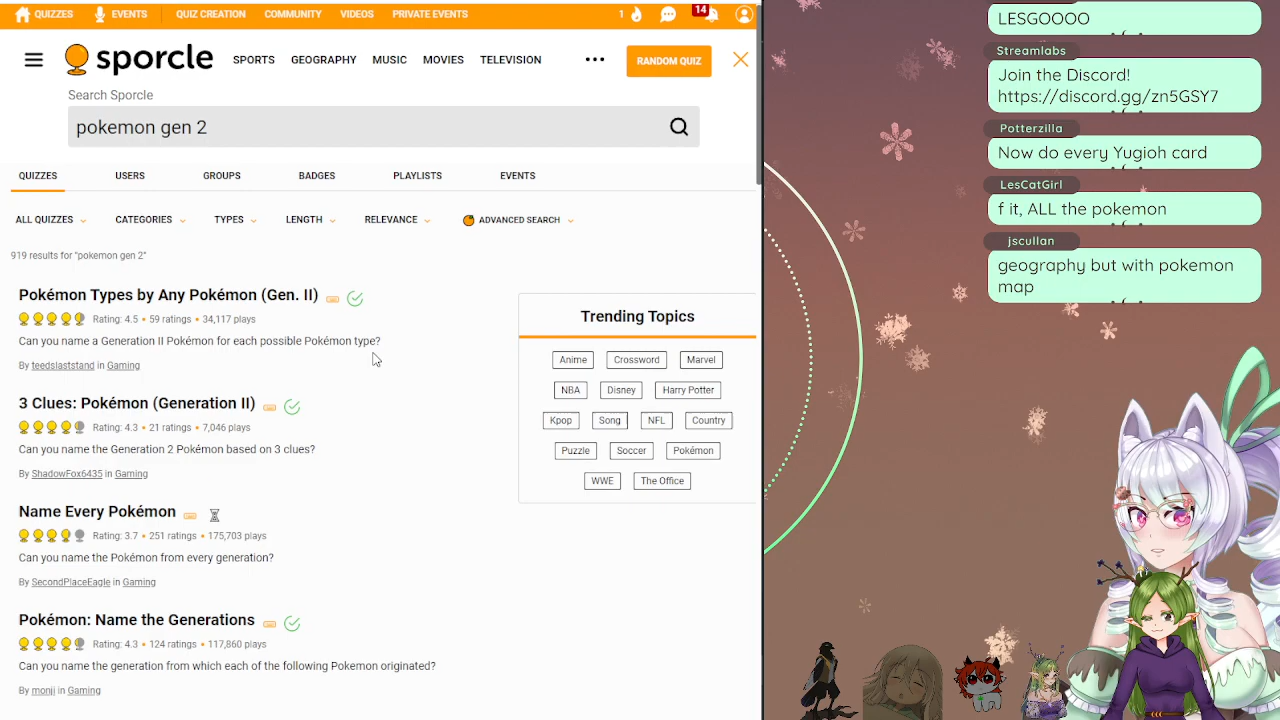 QUIZZES EVENTS QUIZ CREATION COMMUNITY VIDEOS PRIVATE EVENTS 1 14
sporcle SPORTS GEOGRAPHY MUSIC MOVIES TELEVISION ••• RANDOM QUIZ
Search Sporcle
pokemon gen 2
QUIZZES USERS GROUPS BADGES PLAYLISTS EVENTS
ALL QUIZZES CATEGORIES TYPES LENGTH RELEVANCE ADVANCED SEARCH
919 results for "pokemon gen 2"
Pokémon Types by Any Pokémon (Gen. II)
Rating: 4.5 • 59 ratings • 34,117 plays
Can you name a Generation II Pokémon for each possible Pokémon type?
By teedslaststand in Gaming
3 Clues: Pokémon (Generation II)
Rating: 4.3 • 21 ratings • 7,046 plays
Can you name the Generation 2 Pokémon based on 3 clues?
By ShadowFox6435 in Gaming
Name Every Pokémon
Rating: 3.7 • 251 ratings • 175,703 plays
Can you name the Pokémon from every generation?
By SecondPlaceEagle in Gaming
Pokémon: Name the Generations
Rating: 4.3 • 124 ratings • 117,860 plays
Can you name the generation from which each of the following Pokemon originated?
By monji in Gaming
Trending Topics
Anime Crossword Marvel
NBA Disney Harry Potter
Kpop Song NFL Country
Puzzle Soccer Pokémon
WWE The Office
LESGOOOO
Streamlabs
Join the Discord!
https://discord.gg/zn5GSY7
Potterzilla
Now do every Yugioh card
LesCatGirl
f it, ALL the pokemon
jscullan
geography but with pokemon
map